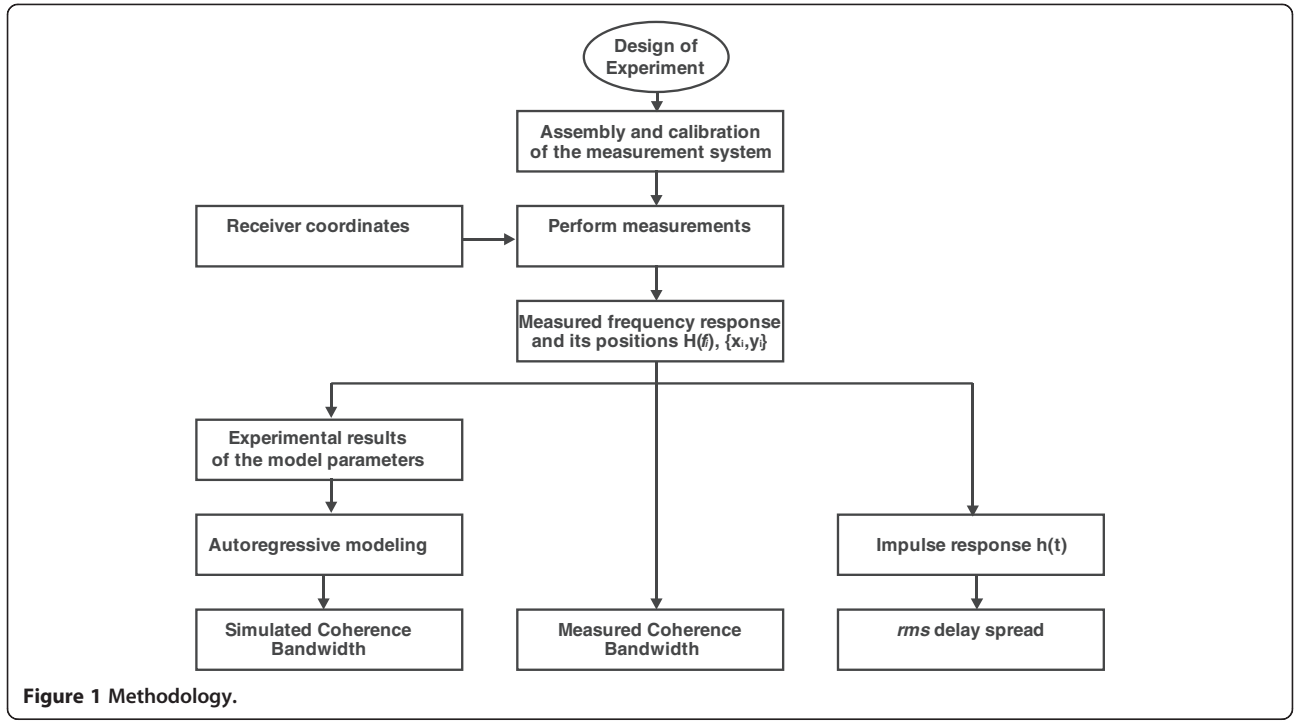 Design of
Experiment
Assembly and calibration
of the measurement system
Receiver coordinates
Perform measurements
Measured frequency response
and its positions H(fᵢ), {xᵢ,yᵢ}
Experimental results
of the model parameters
Autoregressive modeling
Impulse response h(t)
Simulated Coherence
Bandwidth
Measured Coherence
Bandwidth
rms delay spread
Figure 1 Methodology.